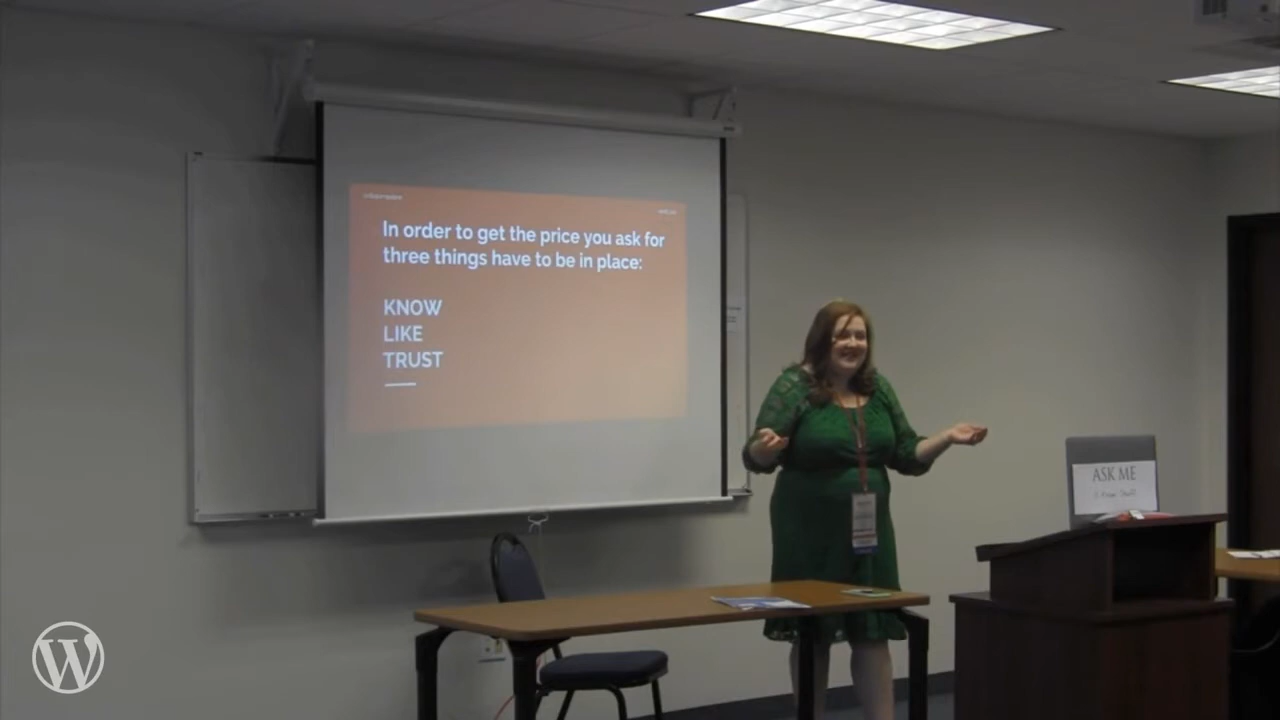 In order to get the price you ask for
three things have to be in place:
KNOW
LIKE
TRUST
ASK ME
W